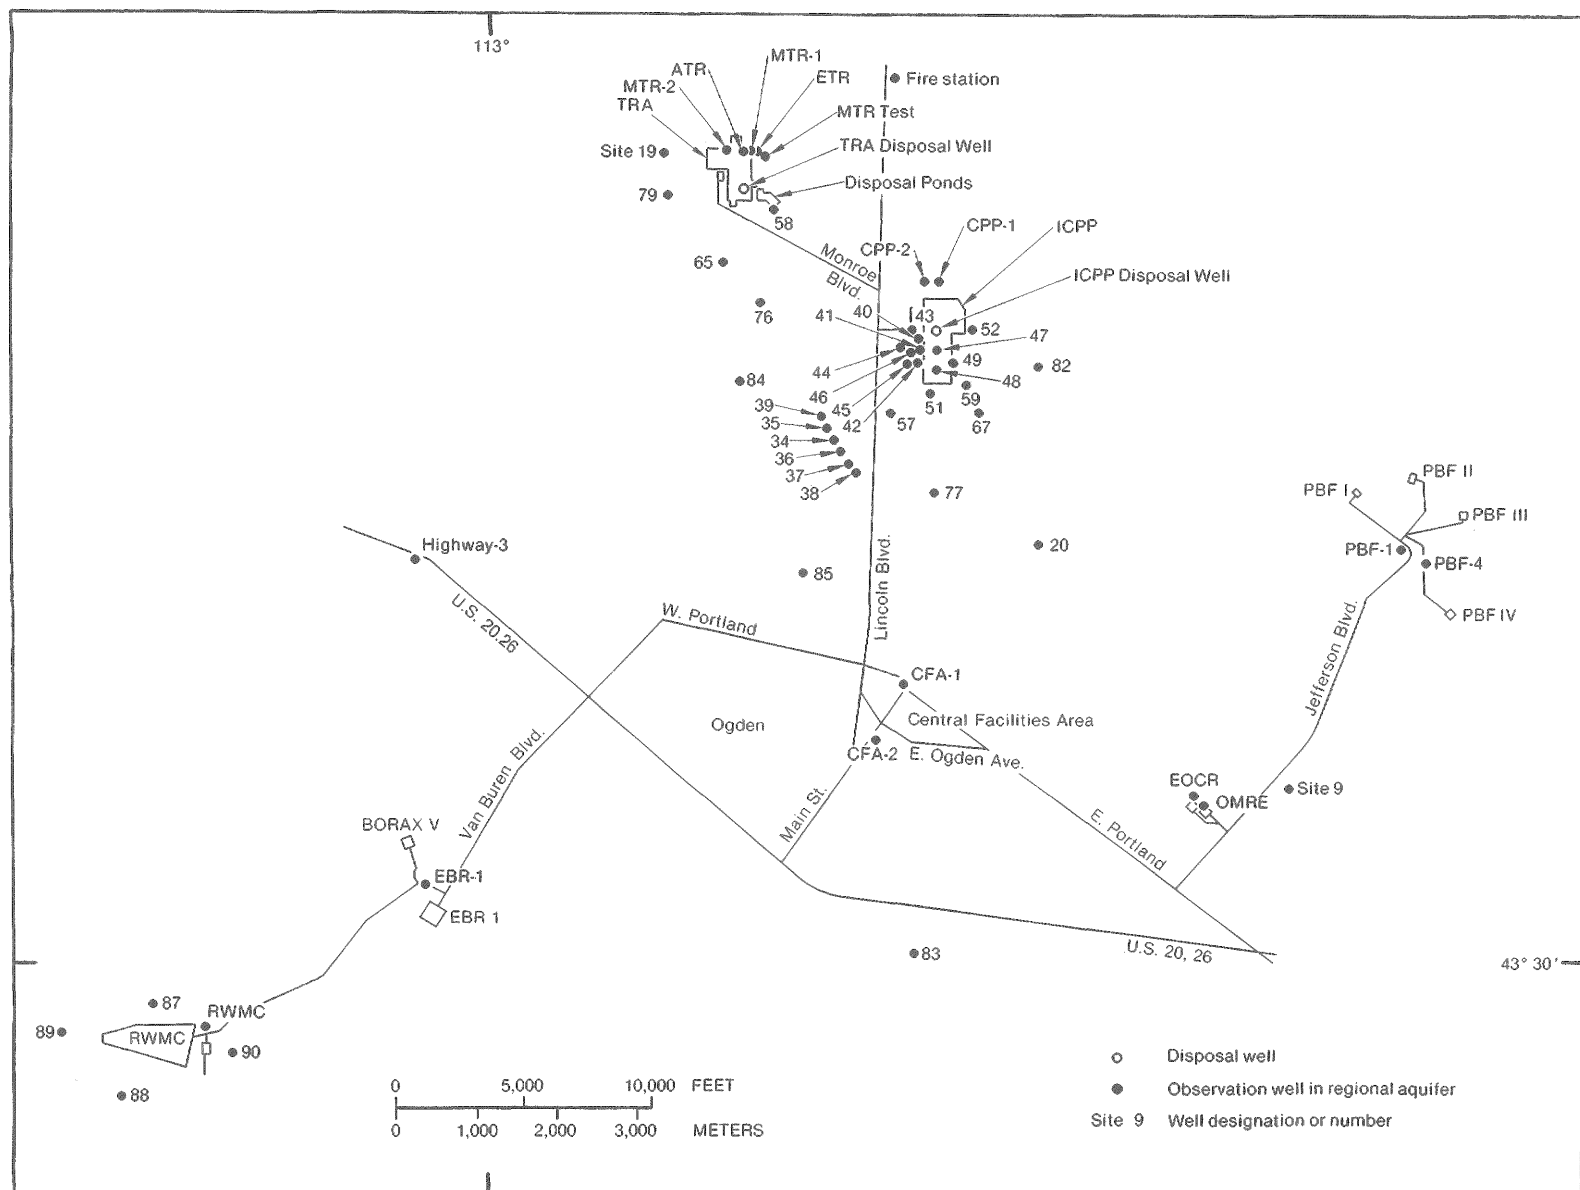 113°
MTR-1
ATR
ETR
MTR-2
TRA
Fire station
MTR Test
TRA Disposal Well
Site 19
Disposal Ponds
79
58
CPP-1
ICPP
CPP-2
Monroe
Blvd.
65
ICPP Disposal Well
76
41
40
43
52
47
44
49
82
46
48
84
45
59
39
42
57
51
67
35
34
36
37
38
77
PBF II
PBF I
PBF III
Highway-3
20
PBF-1
PBF-4
85
Lincoln Blvd.
U.S. 20.26
W. Portland
PBF IV
Jefferson Blvd.
CFA-1
Ogden
Central Facilities Area
CFA-2
E. Ogden Ave.
Van Buren Blvd.
Main St.
EOCR
Site 9
OMRE
BORAX V
E. Portland
EBR-1
EBR 1
83
U.S. 20, 26
43° 30'
87
RWMC
89
RWMC
90
88
0 5,000 10,000 FEET
0 1,000 2,000 3,000 METERS
Disposal well
Observation well in regional aquifer
Site 9 Well designation or number